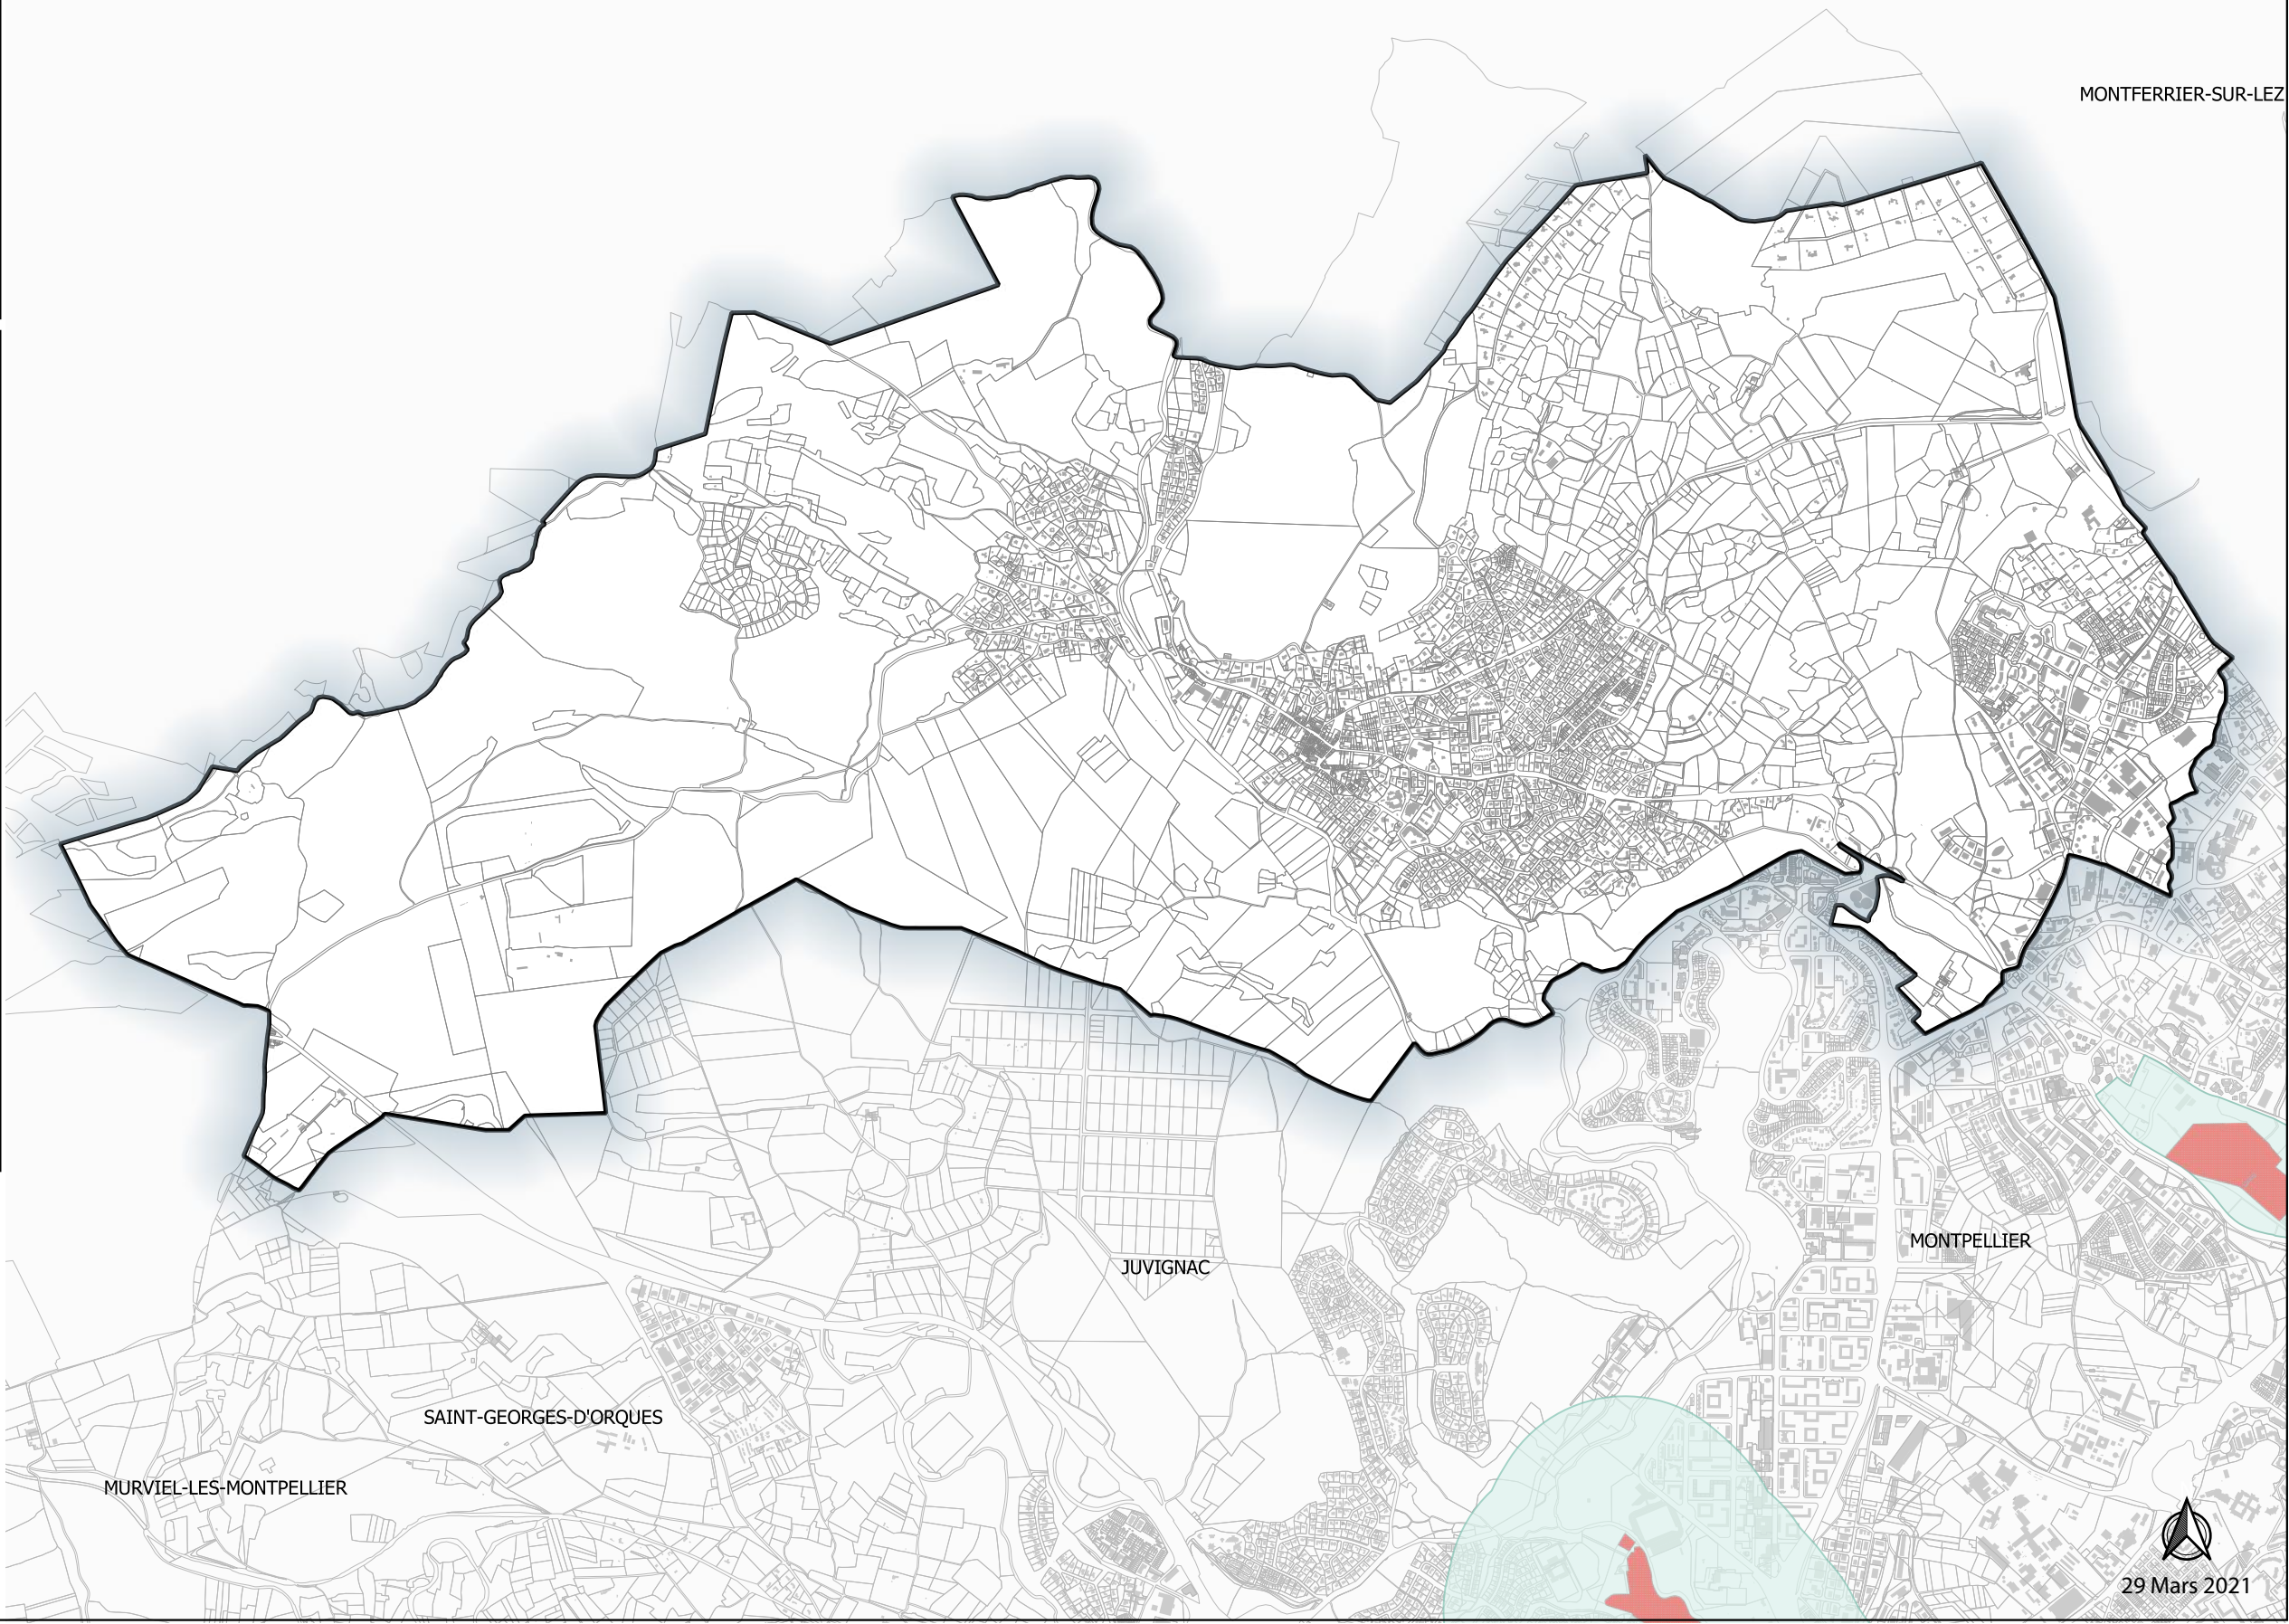 MONTFERRIER-SUR-LEZ
MONTPELLIER
JUVIGNAC
SAINT-GEORGES-D'ORQUES
MURVIEL-LES-MONTPELLIER
29 Mars 2021